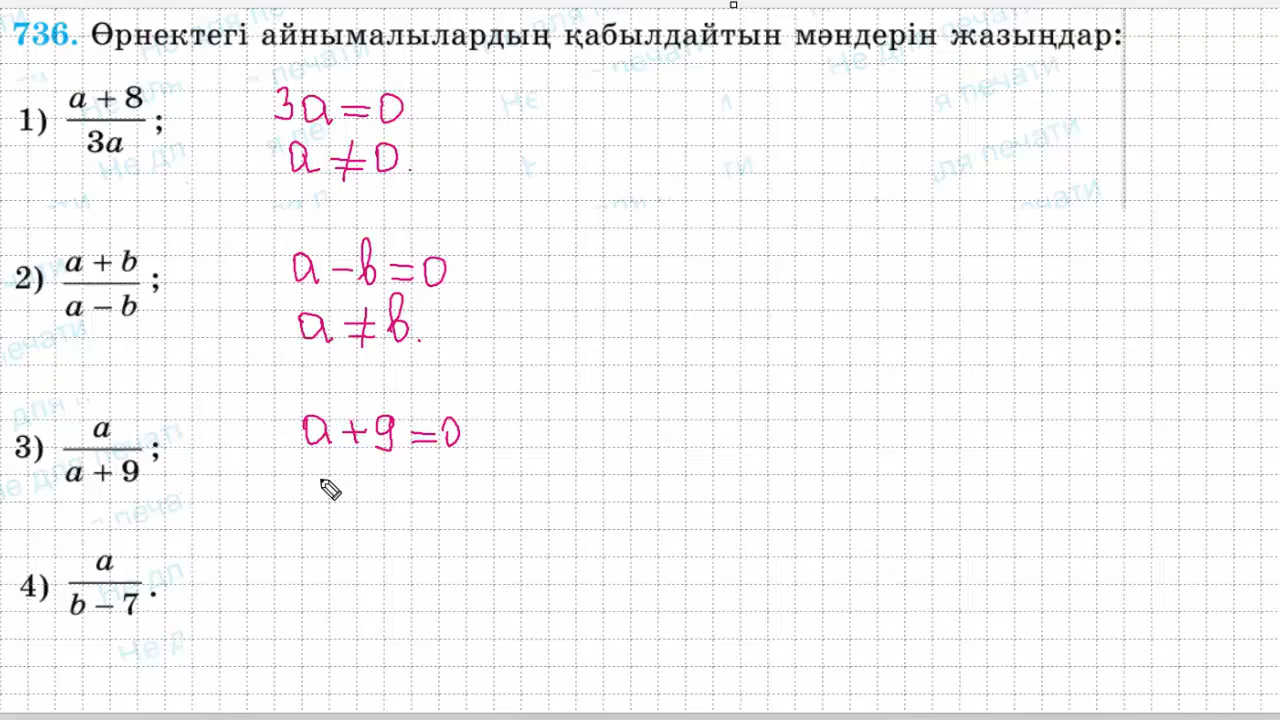 736. Өрнектегі айнымалылардың қабылдайтын мәндерін жазыңдар:
1) (a + 8)/(3a);
3a = 0
a ≠ 0.
2) (a + b)/(a − b);
a − b = 0
a ≠ b.
3) a/(a + 9);
a + 9 = 0
4) a/(b − 7).